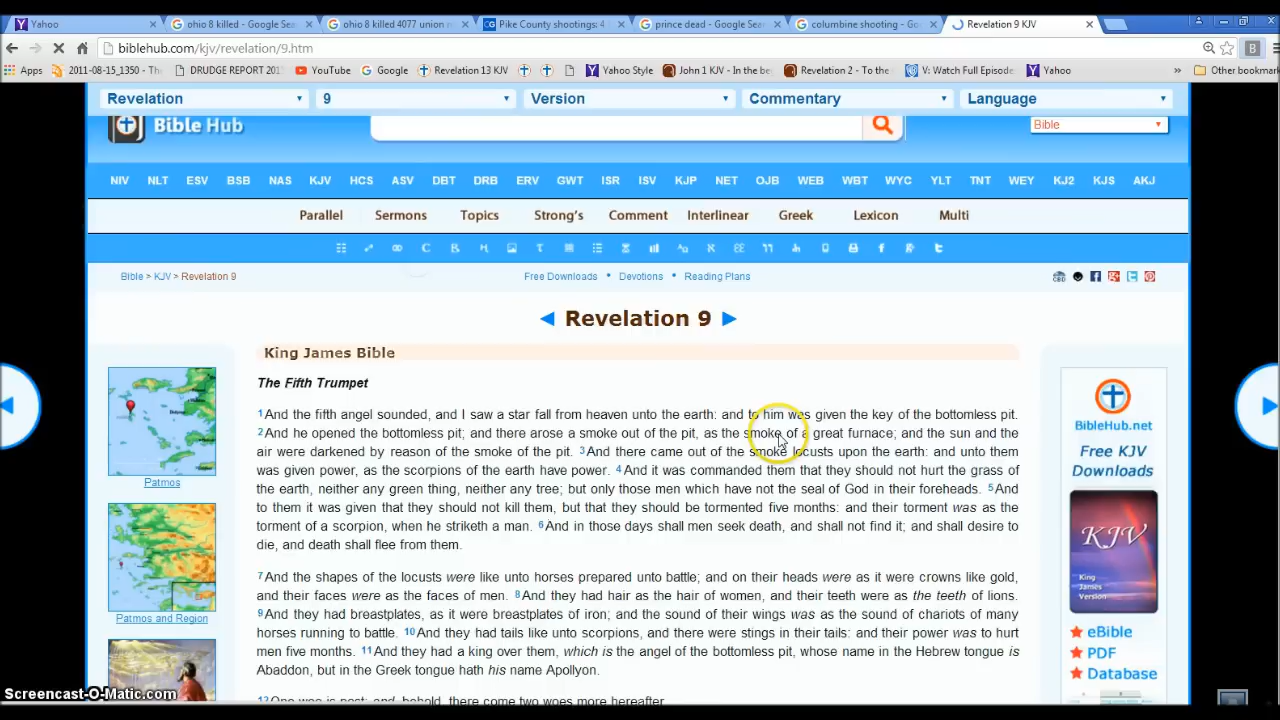 Yahoo
ohio 8 killed - Google Sea
ohio 8 killed 4077 union n
Pike County shootings: 4
prince dead - Google Sea
columbine shooting - Go
Revelation 9 KJV
biblehub.com/kjv/revelation/9.htm
Apps
2011-08-15_1350 - Th
DRUDGE REPORT 201
YouTube
Google
Revelation 13 KJV
Yahoo Style
John 1 KJV - In the be
Revelation 2 - To the
V: Watch Full Episode
Yahoo
»
Other bookmar
Revelation
9
Version
Commentary
Language
Bible Hub
Bible
NIV NLT ESV BSB NAS KJV HCS ASV DBT DRB ERV GWT ISR ISV KJP NET OJB WEB WBT WYC YLT TNT WEY KJ2 KJS AKJ
Parallel Sermons Topics Strong's Comment Interlinear Greek Lexicon Multi
Bible > KJV > Revelation 9
Free Downloads • Devotions • Reading Plans
Revelation 9
King James Bible
The Fifth Trumpet
1And the fifth angel sounded, and I saw a star fall from heaven unto the earth: and to him was given the key of the bottomless pit.
2And he opened the bottomless pit; and there arose a smoke out of the pit, as the smoke of a great furnace; and the sun and the
air were darkened by reason of the smoke of the pit. 3And there came out of the smoke locusts upon the earth: and unto them
was given power, as the scorpions of the earth have power. 4And it was commanded them that they should not hurt the grass of
the earth, neither any green thing, neither any tree; but only those men which have not the seal of God in their foreheads. 5And
to them it was given that they should not kill them, but that they should be tormented five months: and their torment was as the
torment of a scorpion, when he striketh a man. 6And in those days shall men seek death, and shall not find it; and shall desire to
die, and death shall flee from them.
7And the shapes of the locusts were like unto horses prepared unto battle; and on their heads were as it were crowns like gold,
and their faces were as the faces of men. 8And they had hair as the hair of women, and their teeth were as the teeth of lions.
9And they had breastplates, as it were breastplates of iron; and the sound of their wings was as the sound of chariots of many
horses running to battle. 10And they had tails like unto scorpions, and there were stings in their tails: and their power was to hurt
men five months. 11And they had a king over them, which is the angel of the bottomless pit, whose name in the Hebrew tongue is
Abaddon, but in the Greek tongue hath his name Apollyon.
12One woe is past; and, behold, there come two woes more hereafter.
Patmos
Patmos and Region
BibleHub.net
Free KJV
Downloads
KJV
King
James
Version
eBible
PDF
Database
Screencast-O-Matic.com